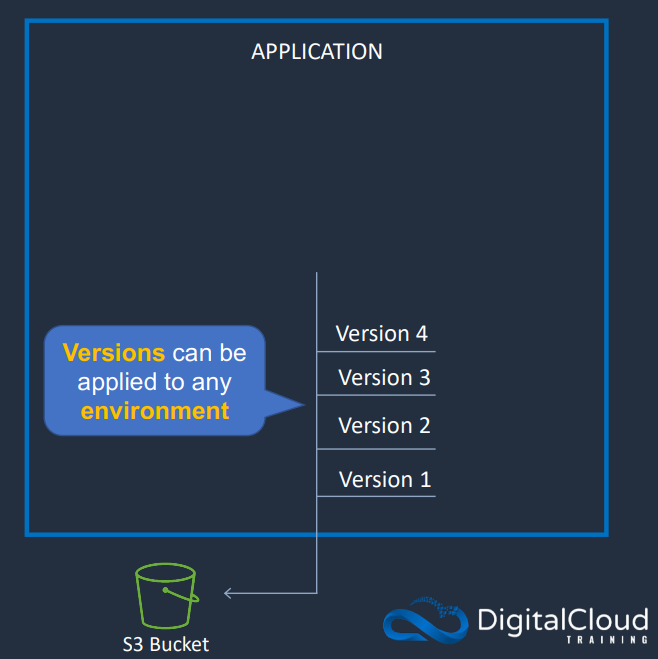 APPLICATION
Version 4
Versions can be
applied to any
environment
Version 3
Version 2
Version 1
S3 Bucket
DigitalCloud
TRAINING